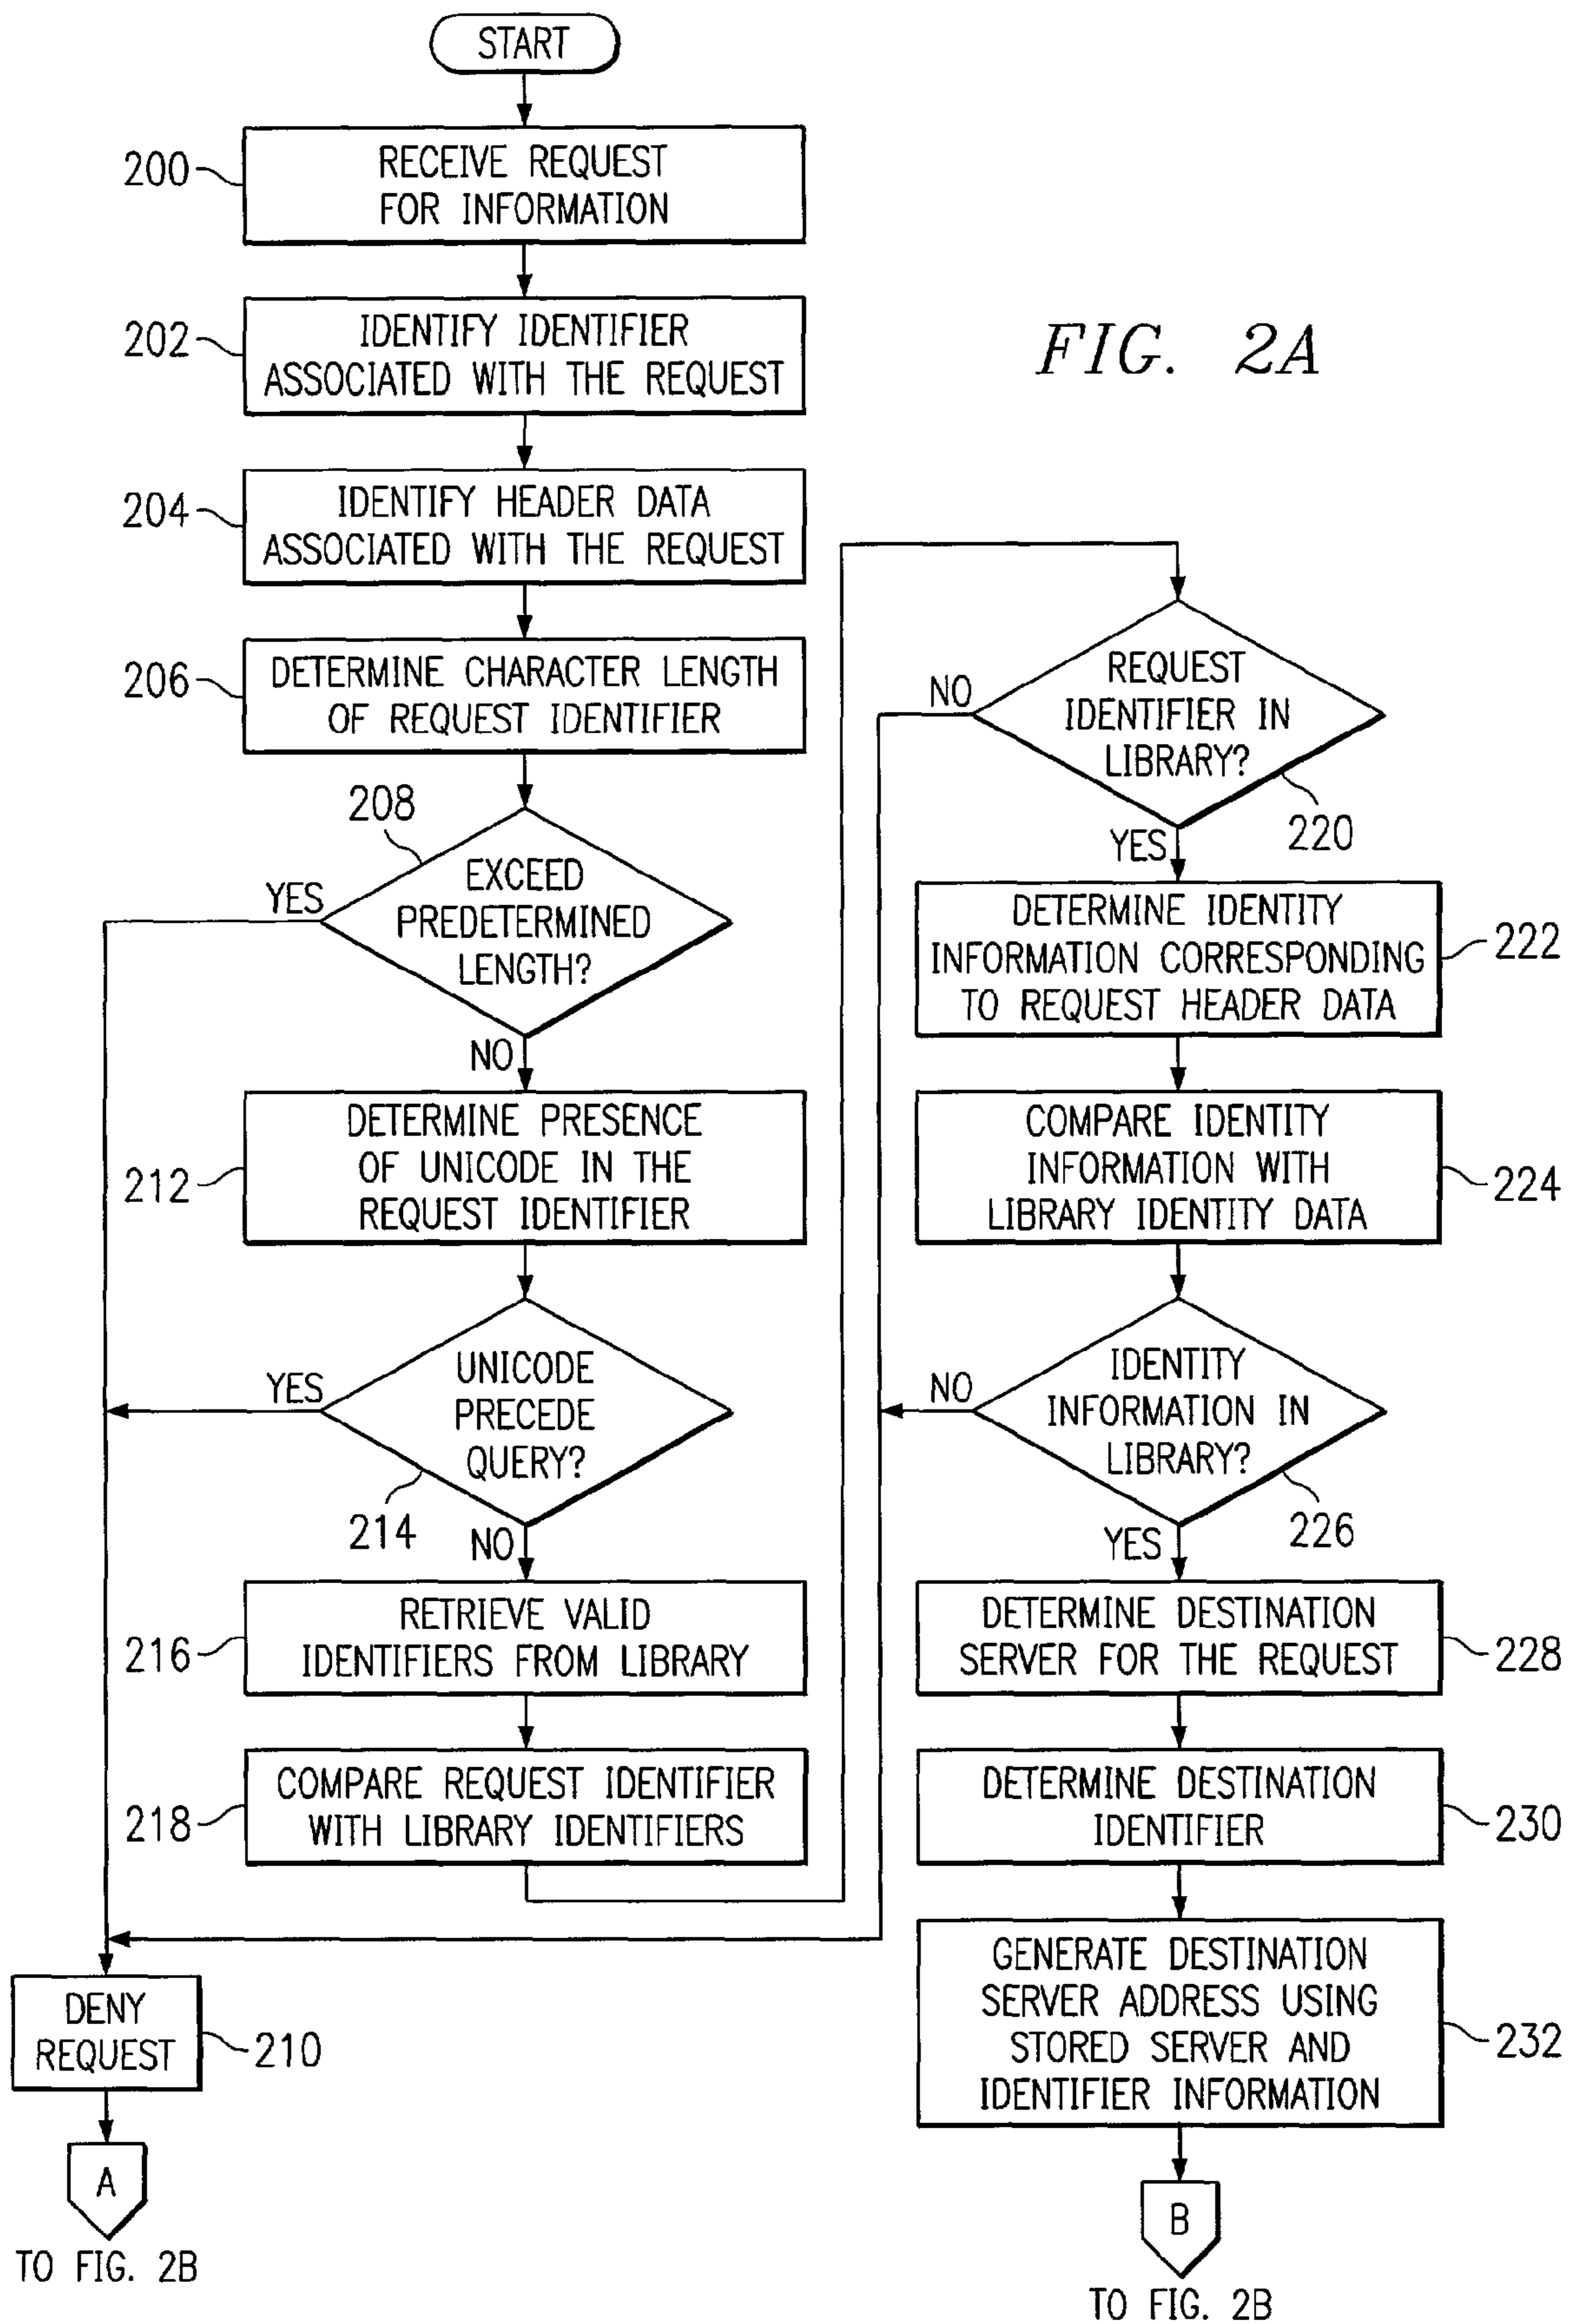 START
200
RECEIVE REQUEST
FOR INFORMATION
202
IDENTIFY IDENTIFIER
ASSOCIATED WITH THE REQUEST
FIG. 2A
204
IDENTIFY HEADER DATA
ASSOCIATED WITH THE REQUEST
206
DETERMINE CHARACTER LENGTH
OF REQUEST IDENTIFIER
208
EXCEED
PREDETERMINED
LENGTH?
YES
NO
212
DETERMINE PRESENCE
OF UNICODE IN THE
REQUEST IDENTIFIER
UNICODE
PRECEDE
QUERY?
YES
214
NO
216
RETRIEVE VALID
IDENTIFIERS FROM LIBRARY
218
COMPARE REQUEST IDENTIFIER
WITH LIBRARY IDENTIFIERS
DENY
REQUEST
210
A
TO FIG. 2B
REQUEST
IDENTIFIER IN
LIBRARY?
NO
220
YES
DETERMINE IDENTITY
INFORMATION CORRESPONDING
TO REQUEST HEADER DATA
222
COMPARE IDENTITY
INFORMATION WITH
LIBRARY IDENTITY DATA
224
IDENTITY
INFORMATION IN
LIBRARY?
NO
226
YES
DETERMINE DESTINATION
SERVER FOR THE REQUEST
228
DETERMINE DESTINATION
IDENTIFIER
230
GENERATE DESTINATION
SERVER ADDRESS USING
STORED SERVER AND
IDENTIFIER INFORMATION
232
B
TO FIG. 2B